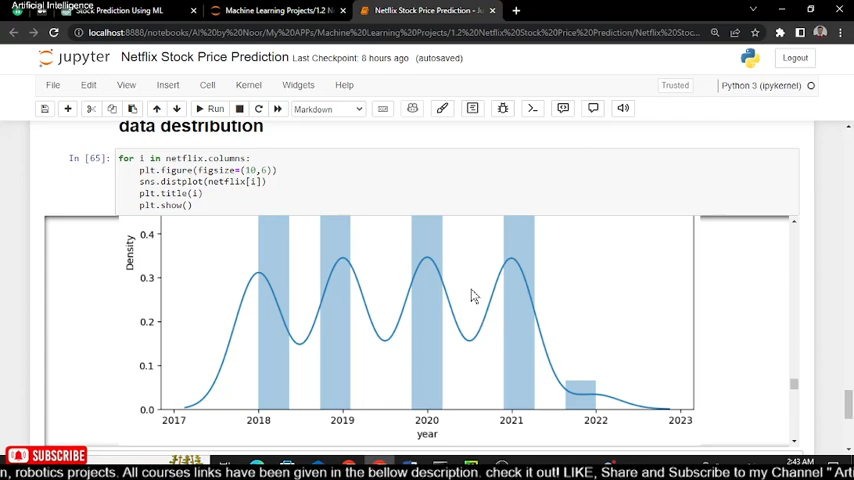 Artificial Intelligence
Stock Prediction Using ML
Machine Learning Projects/1.2 N
Netflix Stock Price Prediction - Ju
localhost:8888/notebooks/AI%20by%20Noor/My%20APPs/Machine%20Learning%20Projects/1.2%20Netflix%20Stock%20Price%20Prediction/Netflix%20Stoc...
jupyter Netflix Stock Price Prediction Last Checkpoint: 8 hours ago (autosaved)
Logout
File Edit View Insert Cell Kernel Widgets Help
Trusted
Python 3 (ipykernel)
Run
Markdown
data destribution
In [65]:
for i in netflix.columns:
plt.figure(figsize=(10,6))
sns.distplot(netflix[i])
plt.title(i)
plt.show()
Density
0.4
0.3
0.2
0.1
0.0
2017 2018 2019 2020 2021 2022 2023
year
SUBSCRIBE
2:43 AM
n, robotics projects. All courses links have been given in the bellow description. check it out! LIKE, Share and Subscribe to my Channel " Art